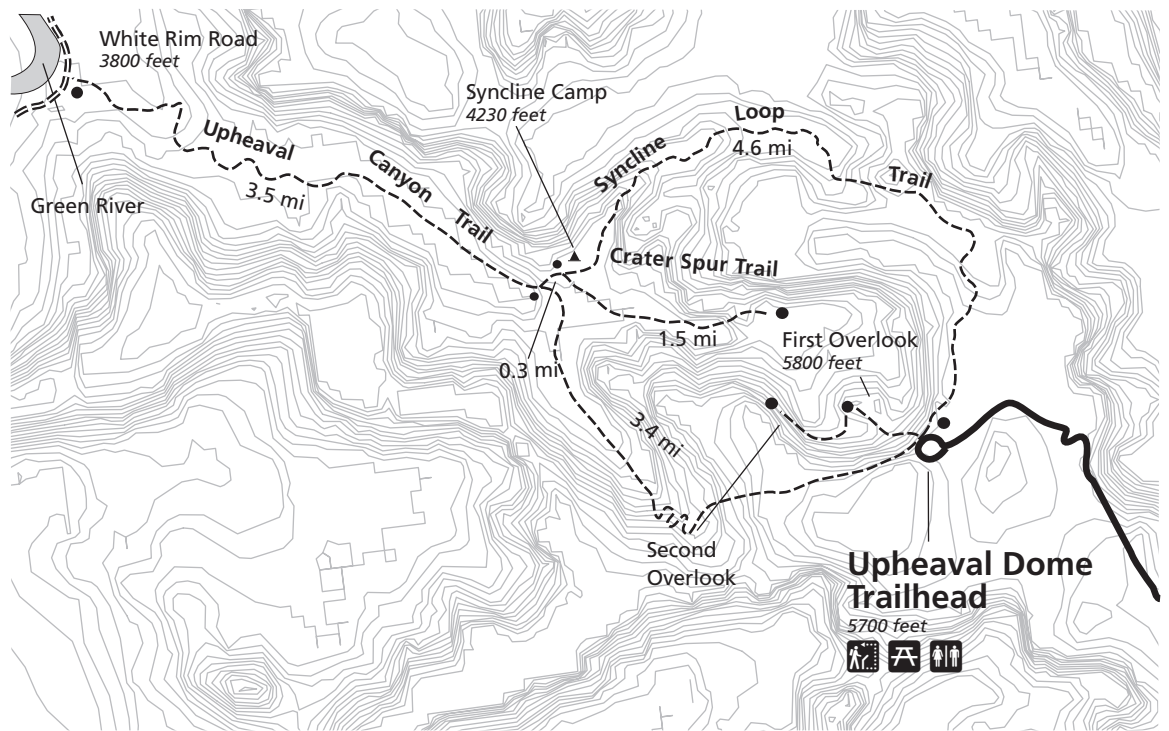 White Rim Road
3800 feet
Syncline Camp
4230 feet
Loop
4.6 mi
Upheaval
Canyon
Trail
3.5 mi
Syncline
Trail
Green River
Crater Spur Trail
1.5 mi
First Overlook
5800 feet
0.3 mi
3.4 mi
Second
Overlook
Upheaval Dome
Trailhead
5700 feet